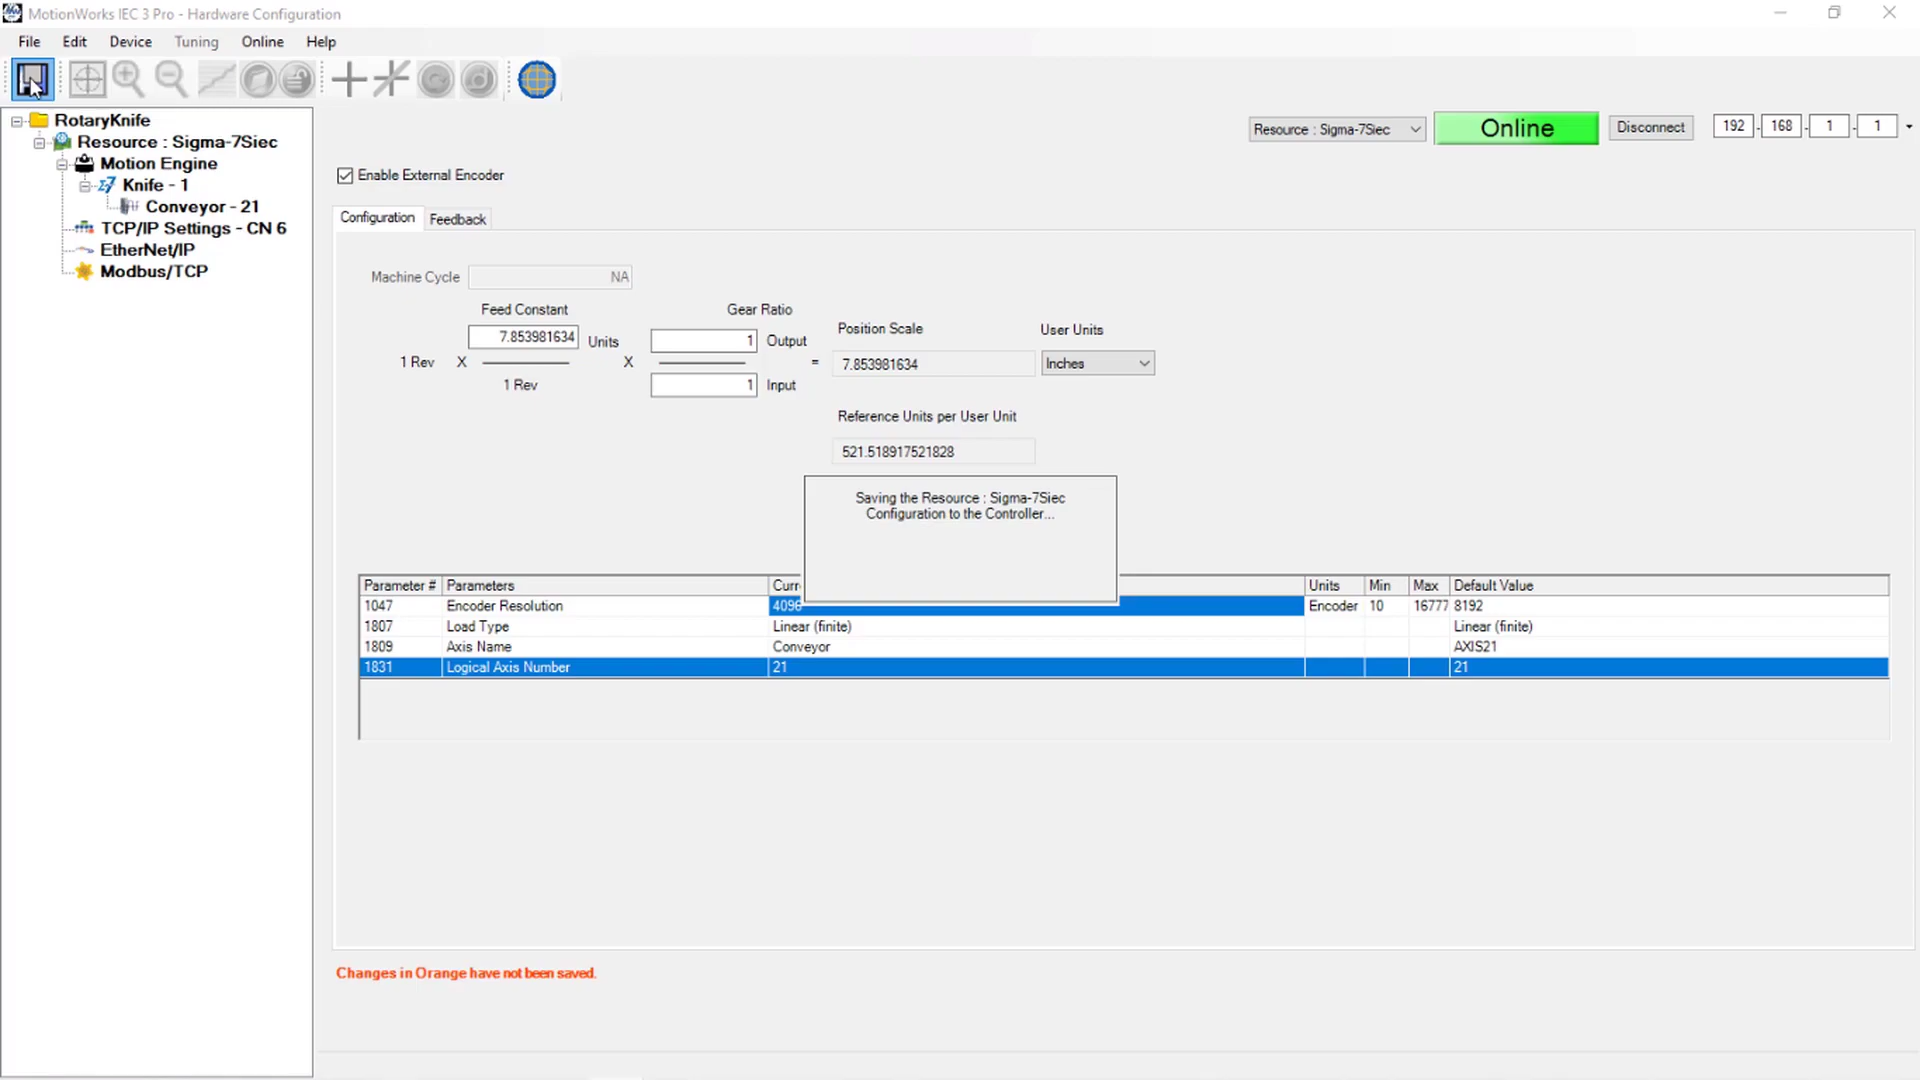 MotionWorks IEC 3 Pro - Hardware Configuration
File Edit Device Tuning Online Help
RotaryKnife
Resource : Sigma-7Siec
Motion Engine
Knife - 1
Conveyor - 21
TCP/IP Settings - CN 6
EtherNet/IP
Modbus/TCP
Resource : Sigma-7Siec Online Disconnect 192 . 168 . 1 . 1
Enable External Encoder
Configuration Feedback
Machine Cycle NA
Feed Constant Gear Ratio
7.853981634 Units 1 Output
1 Rev X X =
1 Rev 1 Input
Position Scale User Units
7.853981634 Inches
Reference Units per User Unit
521.518917521828
Saving the Resource : Sigma-7Siec
Configuration to the Controller...
Parameter # Parameters Curr Units Min Max Default Value
1047 Encoder Resolution 4096 Encoder 10 16777 8192
1807 Load Type Linear (finite) Linear (finite)
1809 Axis Name Conveyor AXIS21
1831 Logical Axis Number 21 21
Changes in Orange have not been saved.